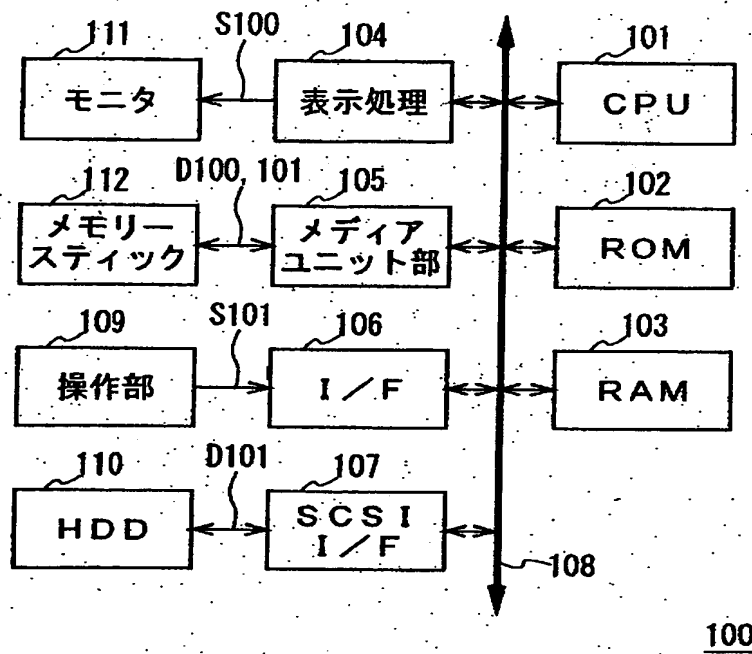 111
S100
104
101
モニタ
表示処理
CPU
112
D100, 101
105
102
メモリー
スティック
メディア
ユニット部
ROM
109
S101
106
103
操作部
I/F
RAM
110
D101
107
HDD
SCSI
I/F
108
100